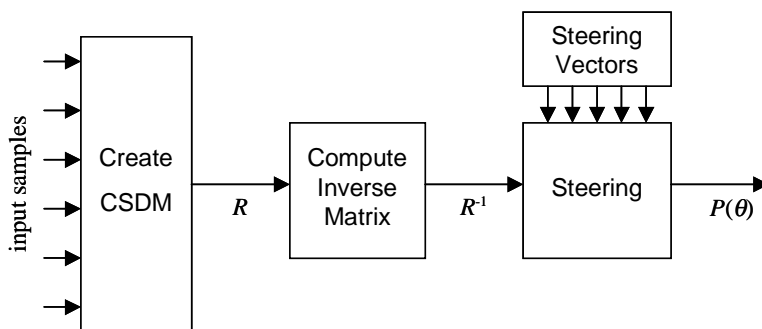 input samples
Create
CSDM
R
Compute
Inverse
Matrix
R⁻¹
Steering
Vectors
Steering
P(θ)